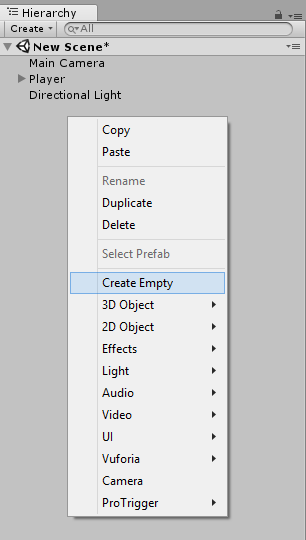 Hierarchy
Create All
New Scene*
Main Camera
Player
Directional Light
Copy
Paste
Rename
Duplicate
Delete
Select Prefab
Create Empty
3D Object
2D Object
Effects
Light
Audio
Video
UI
Vuforia
Camera
ProTrigger